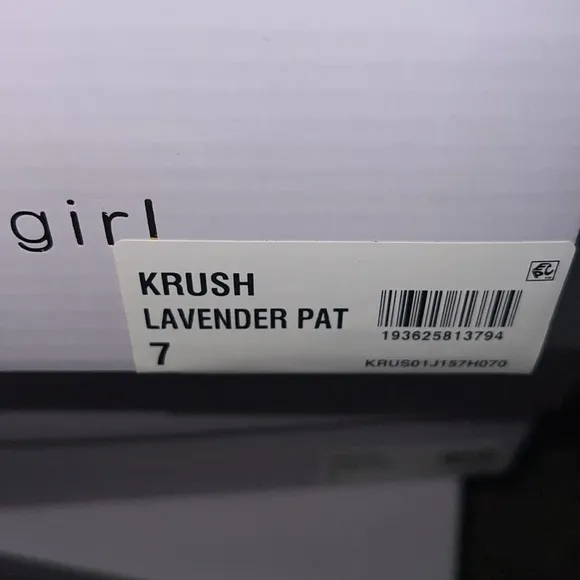 girl
KRUSH
LAVENDER PAT
7
193625813794
KRUS01J157H070